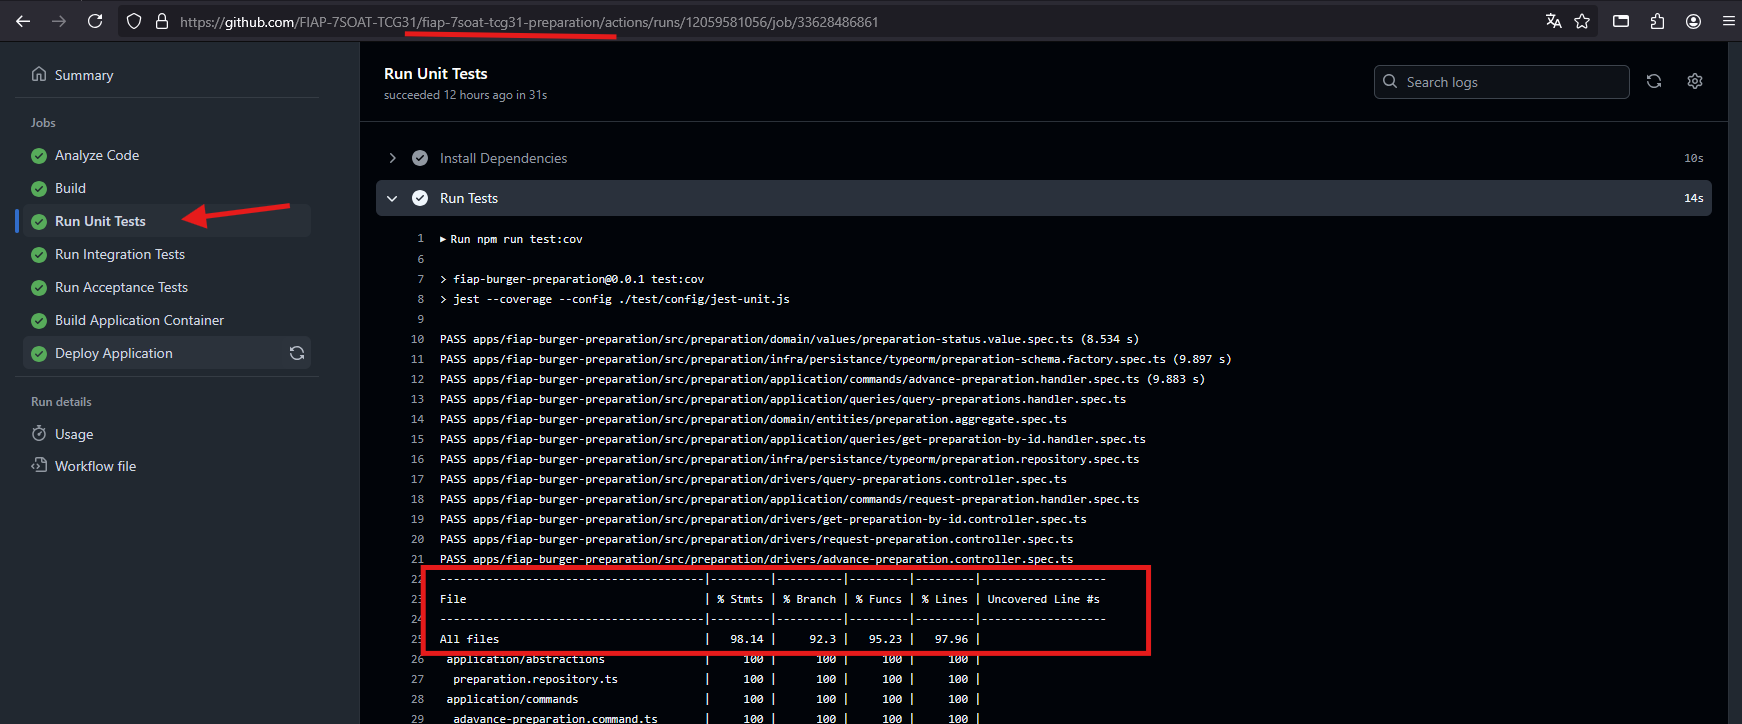 https://github.com/FIAP-7SOAT-TCG31/fiap-7soat-tcg31-preparation/actions/runs/12059581056/job/33628486861
Summary
Jobs
Analyze Code
Build
Run Unit Tests
Run Integration Tests
Run Acceptance Tests
Build Application Container
Deploy Application
Run details
Usage
Workflow file
Run Unit Tests
succeeded 12 hours ago in 31s
Search logs
Install Dependencies 10s
Run Tests 14s
1 ▶ Run npm run test:cov
6
7 > fiap-burger-preparation@0.0.1 test:cov
8 > jest --coverage --config ./test/config/jest-unit.js
9
10 PASS apps/fiap-burger-preparation/src/preparation/domain/values/preparation-status.value.spec.ts (8.534 s)
11 PASS apps/fiap-burger-preparation/src/preparation/infra/persistance/typeorm/preparation-schema.factory.spec.ts (9.897 s)
12 PASS apps/fiap-burger-preparation/src/preparation/application/commands/advance-preparation.handler.spec.ts (9.883 s)
13 PASS apps/fiap-burger-preparation/src/preparation/application/queries/query-preparations.handler.spec.ts
14 PASS apps/fiap-burger-preparation/src/preparation/domain/entities/preparation.aggregate.spec.ts
15 PASS apps/fiap-burger-preparation/src/preparation/application/queries/get-preparation-by-id.handler.spec.ts
16 PASS apps/fiap-burger-preparation/src/preparation/infra/persistance/typeorm/preparation.repository.spec.ts
17 PASS apps/fiap-burger-preparation/src/preparation/drivers/query-preparations.controller.spec.ts
18 PASS apps/fiap-burger-preparation/src/preparation/application/commands/request-preparation.handler.spec.ts
19 PASS apps/fiap-burger-preparation/src/preparation/drivers/get-preparation-by-id.controller.spec.ts
20 PASS apps/fiap-burger-preparation/src/preparation/drivers/request-preparation.controller.spec.ts
21 PASS apps/fiap-burger-preparation/src/preparation/drivers/advance-preparation.controller.spec.ts
22 ----------------------------------------|---------|----------|---------|---------|-------------------
23 File | % Stmts | % Branch | % Funcs | % Lines | Uncovered Line #s
24 ----------------------------------------|---------|----------|---------|---------|-------------------
25 All files | 98.14 | 92.3 | 95.23 | 97.96 |
26 application/abstractions | 100 | 100 | 100 | 100 |
27 preparation.repository.ts | 100 | 100 | 100 | 100 |
28 application/commands | 100 | 100 | 100 | 100 |
29 adavance-preparation.command.ts | 100 | 100 | 100 | 100 |